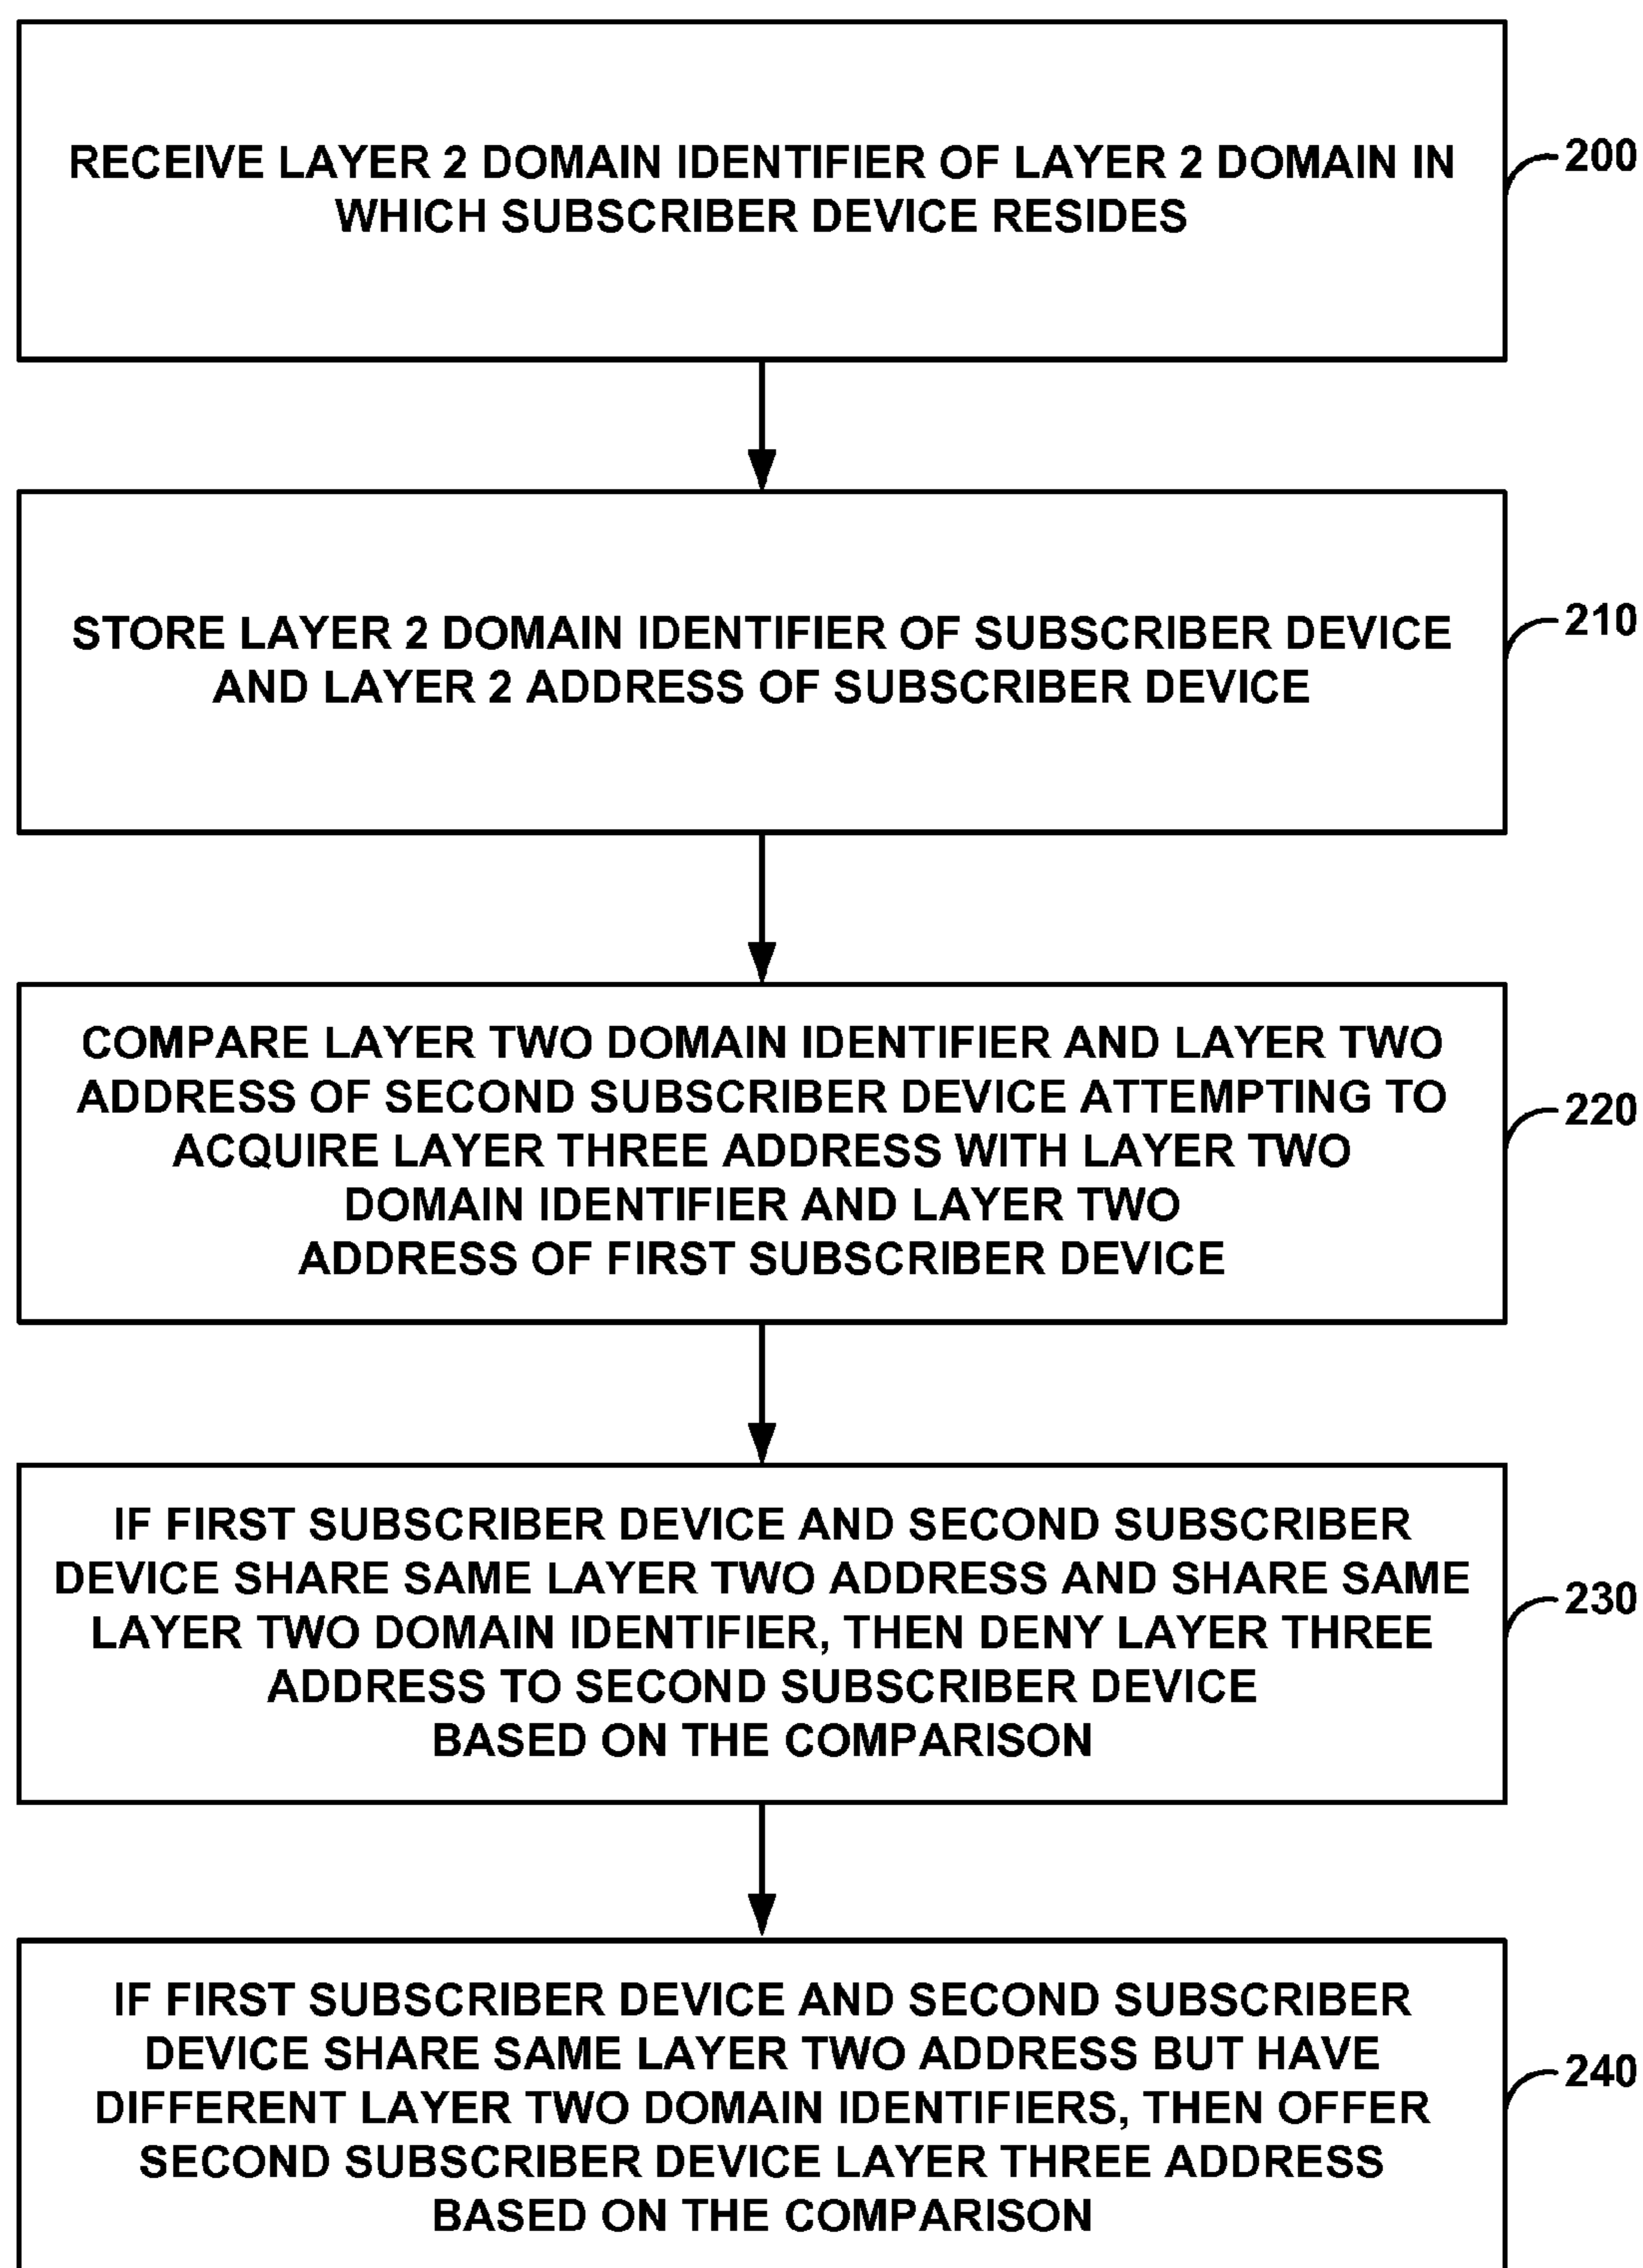 RECEIVE LAYER 2 DOMAIN IDENTIFIER OF LAYER 2 DOMAIN IN
WHICH SUBSCRIBER DEVICE RESIDES
200
STORE LAYER 2 DOMAIN IDENTIFIER OF SUBSCRIBER DEVICE
AND LAYER 2 ADDRESS OF SUBSCRIBER DEVICE
210
COMPARE LAYER TWO DOMAIN IDENTIFIER AND LAYER TWO
ADDRESS OF SECOND SUBSCRIBER DEVICE ATTEMPTING TO
ACQUIRE LAYER THREE ADDRESS WITH LAYER TWO
DOMAIN IDENTIFIER AND LAYER TWO
ADDRESS OF FIRST SUBSCRIBER DEVICE
220
IF FIRST SUBSCRIBER DEVICE AND SECOND SUBSCRIBER
DEVICE SHARE SAME LAYER TWO ADDRESS AND SHARE SAME
LAYER TWO DOMAIN IDENTIFIER, THEN DENY LAYER THREE
ADDRESS TO SECOND SUBSCRIBER DEVICE
BASED ON THE COMPARISON
230
IF FIRST SUBSCRIBER DEVICE AND SECOND SUBSCRIBER
DEVICE SHARE SAME LAYER TWO ADDRESS BUT HAVE
DIFFERENT LAYER TWO DOMAIN IDENTIFIERS, THEN OFFER
SECOND SUBSCRIBER DEVICE LAYER THREE ADDRESS
BASED ON THE COMPARISON
240